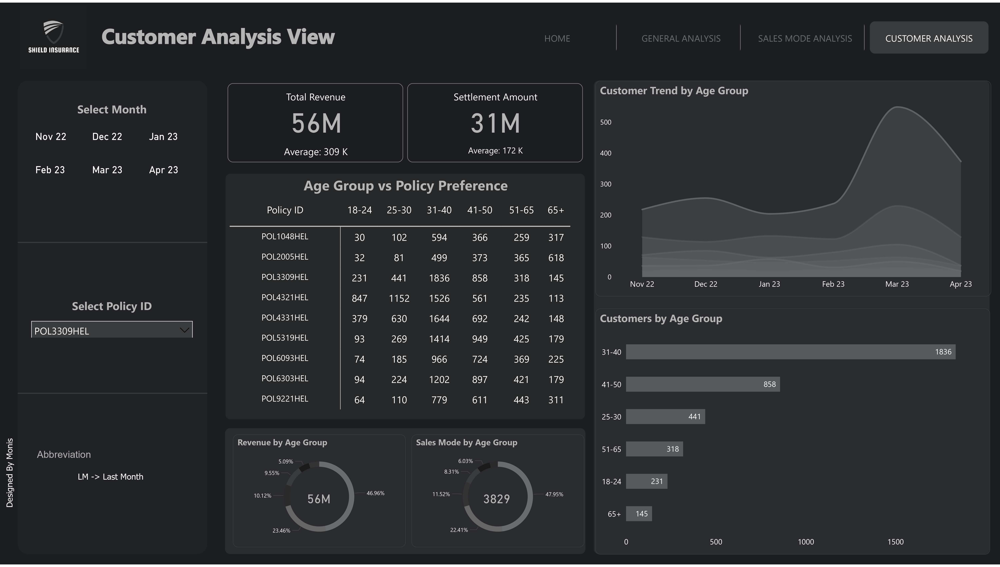 SHIELD INSURANCE
Customer Analysis View
HOME
GENERAL ANALYSIS
SALES MODE ANALYSIS
CUSTOMER ANALYSIS
Select Month
Nov 22 Dec 22 Jan 23
Feb 23 Mar 23 Apr 23
Select Policy ID
POL3309HEL
Abbreviation
LM -> Last Month
Designed By Monis
Total Revenue
56M
Average: 309 K
Settlement Amount
31M
Average: 172 K
Age Group vs Policy Preference
Policy ID 18-24 25-30 31-40 41-50 51-65 65+
POL1048HEL 30 102 594 366 259 317
POL2005HEL 32 81 499 373 365 618
POL3309HEL 231 441 1836 858 318 145
POL4321HEL 847 1152 1526 561 235 113
POL4331HEL 379 630 1644 692 242 148
POL5319HEL 93 269 1414 949 425 179
POL6093HEL 74 185 966 724 369 225
POL6303HEL 94 224 1202 897 421 179
POL9221HEL 64 110 779 611 443 311
Revenue by Age Group
5.09%
9.55%
10.12%
23.46%
46.96%
56M
Sales Mode by Age Group
6.03%
8.31%
11.52%
22.41%
47.95%
3829
Customer Trend by Age Group
500
400
300
200
100
0
Nov 22 Dec 22 Jan 23 Feb 23 Mar 23 Apr 23
Customers by Age Group
31-40 1836
41-50 858
25-30 441
51-65 318
18-24 231
65+ 145
0 500 1000 1500